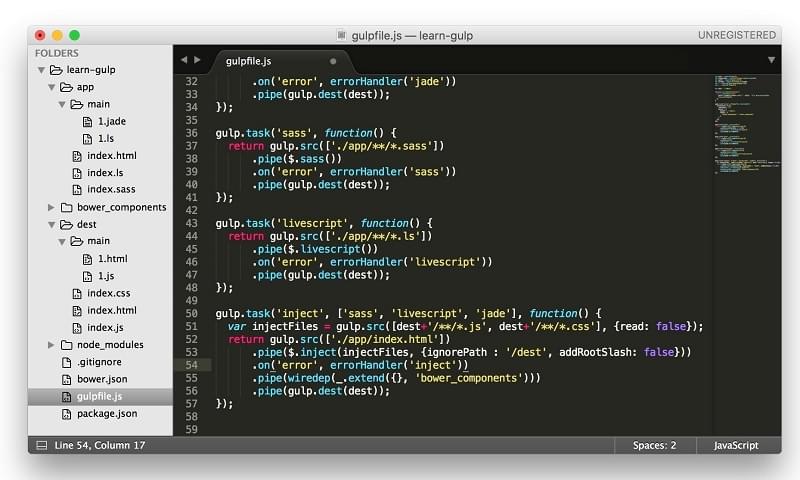 gulpfile.js — learn-gulp
UNREGISTERED
FOLDERS
learn-gulp
app
main
1.jade
1.ls
index.html
index.ls
index.sass
bower_components
dest
main
1.html
1.js
index.css
index.html
index.js
node_modules
.gitignore
bower.json
gulpfile.js
package.json
gulpfile.js
32 .on('error', errorHandler('jade'))
33 .pipe(gulp.dest(dest));
34 });
35
36 gulp.task('sass', function() {
37 return gulp.src(['./app/**/*.sass'])
38 .pipe($.sass())
39 .on('error', errorHandler('sass'))
40 .pipe(gulp.dest(dest));
41 });
42
43 gulp.task('livescript', function() {
44 return gulp.src(['./app/**/*.ls'])
45 .pipe($.livescript())
46 .on('error', errorHandler('livescript'))
47 .pipe(gulp.dest(dest));
48 });
49
50 gulp.task('inject', ['sass', 'livescript', 'jade'], function() {
51 var injectFiles = gulp.src([dest+'/**/*.js', dest+'/**/*.css'], {read: false});
52 return gulp.src(['./app/index.html'])
53 .pipe($.inject(injectFiles, {ignorePath : '/dest', addRootSlash: false}))
54 .on('error', errorHandler('inject'))
55 .pipe(wiredep(_.extend({}, 'bower_components')))
56 .pipe(gulp.dest(dest));
57 });
58
59
Line 54, Column 17
Spaces: 2
JavaScript